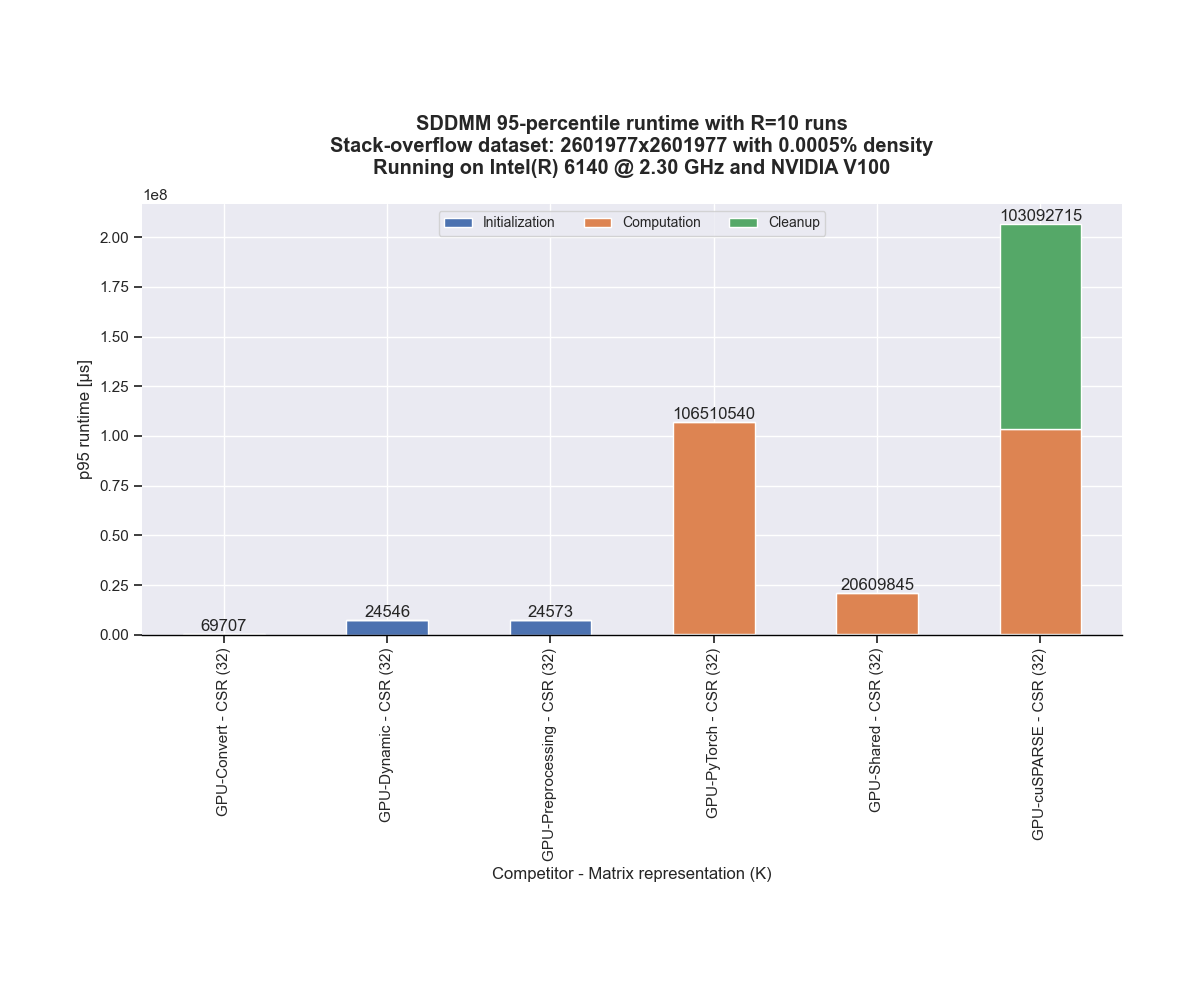 SDDMM 95-percentile runtime with R=10 runs
Stack-overflow dataset: 2601977x2601977 with 0.0005% density
Running on Intel(R) 6140 @ 2.30 GHz and NVIDIA V100
1e8
Initialization
Computation
Cleanup
103092715
106510540
20609845
24546
24573
69707
2.00
1.75
1.50
1.25
1.00
0.75
0.50
0.25
0.00
p95 runtime [µs]
GPU-Convert - CSR (32)
GPU-Dynamic - CSR (32)
GPU-Preprocessing - CSR (32)
GPU-PyTorch - CSR (32)
GPU-Shared - CSR (32)
GPU-cuSPARSE - CSR (32)
Competitor - Matrix representation (K)